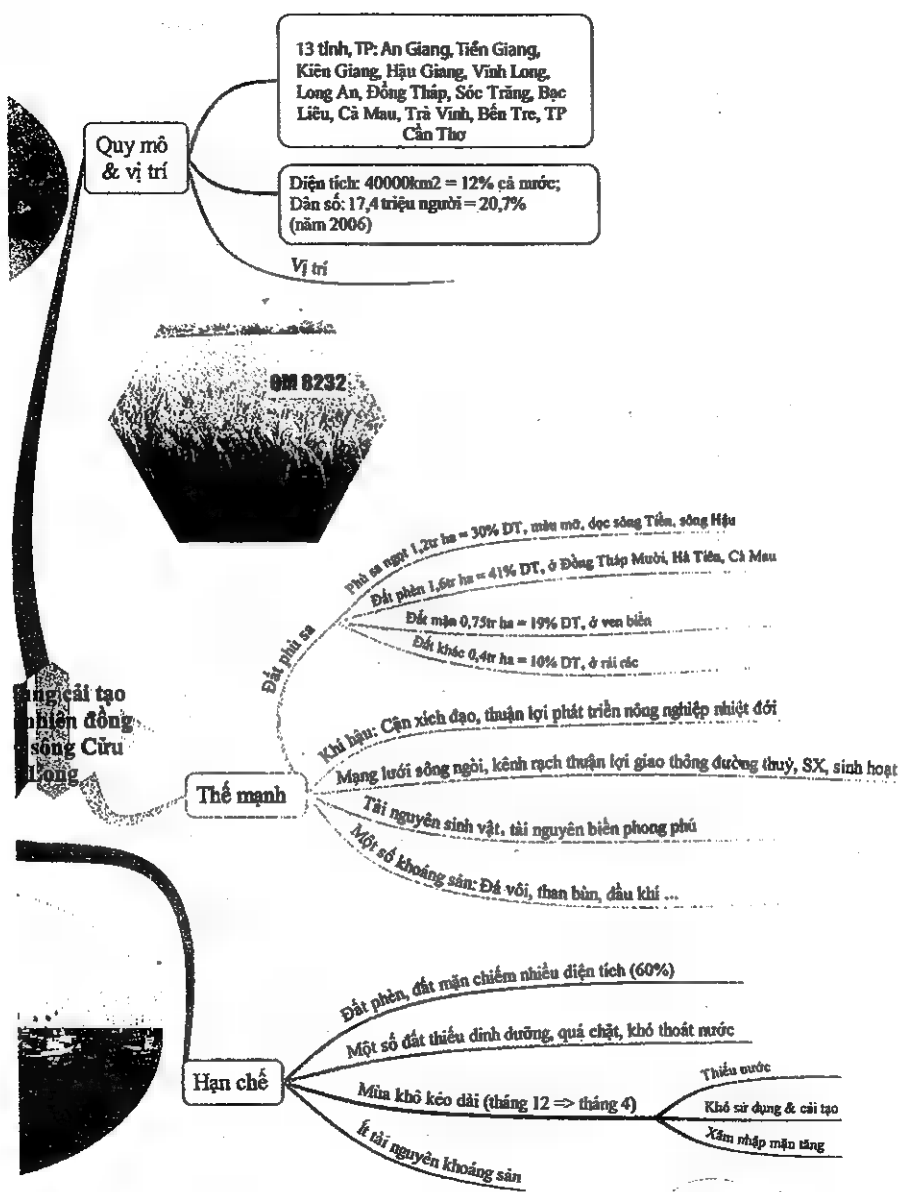 13 tỉnh, TP: An Giang, Tiền Giang,
Kiên Giang, Hậu Giang, Vĩnh Long,
Long An, Đồng Tháp, Sóc Trăng, Bạc
Liêu, Cà Mau, Trà Vinh, Bến Tre, TP
Cần Thơ
Quy mô
& vị trí
Diện tích: 40000km2 = 12% cả nước;
Dân số: 17,4 triệu người = 20,7%
(năm 2006)
Vị trí
OM 8232
Đất phù sa
Phù sa ngọt 1,2tr ha = 30% DT, màu mỡ, dọc sông Tiền, sông Hậu
Đất phèn 1,6tr ha = 41% DT, ở Đồng Tháp Mười, Hà Tiên, Cà Mau
Đất mặn 0,75tr ha = 19% DT, ở ven biển
Đất khác 0,4tr ha = 10% DT, ở rải rác
cải tạo
nhiên đồng
sông Cửu
Long
Thế mạnh
Khí hậu: Cận xích đạo, thuận lợi phát triển nông nghiệp nhiệt đới
Mạng lưới sông ngòi, kênh rạch thuận lợi giao thông đường thuỷ, SX, sinh hoạt
Tài nguyên sinh vật, tài nguyên biển phong phú
Một số khoáng sản: Đá vôi, than bùn, dầu khí ...
Hạn chế
Đất phèn, đất mặn chiếm nhiều diện tích (60%)
Một số đất thiếu dinh dưỡng, quá chặt, khó thoát nước
Mùa khô kéo dài (tháng 12 => tháng 4)
Thiếu nước
Khó sử dụng & cải tạo
Xâm nhập mặn tăng
Ít tài nguyên khoáng sản